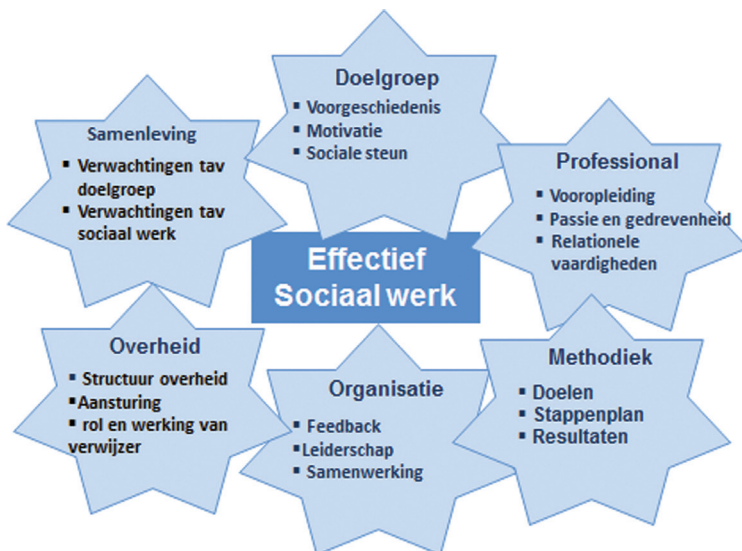 Doelgroep
▪ Voorgeschiedenis
▪ Motivatie
▪ Sociale steun
Samenleving
▪ Verwachtingen tav
doelgroep
▪ Verwachtingen tav
sociaal werk
Professional
▪ Vooropleiding
▪ Passie en gedrevenheid
▪ Relationele
vaardigheden
Effectief
Sociaal werk
Overheid
▪ Structuur overheid
▪Aansturing
▪ rol en werking van
verwijzer
Organisatie
▪ Feedback
▪Leiderschap
▪ Samenwerking
Methodiek
▪ Doelen
▪ Stappenplan
▪ Resultaten